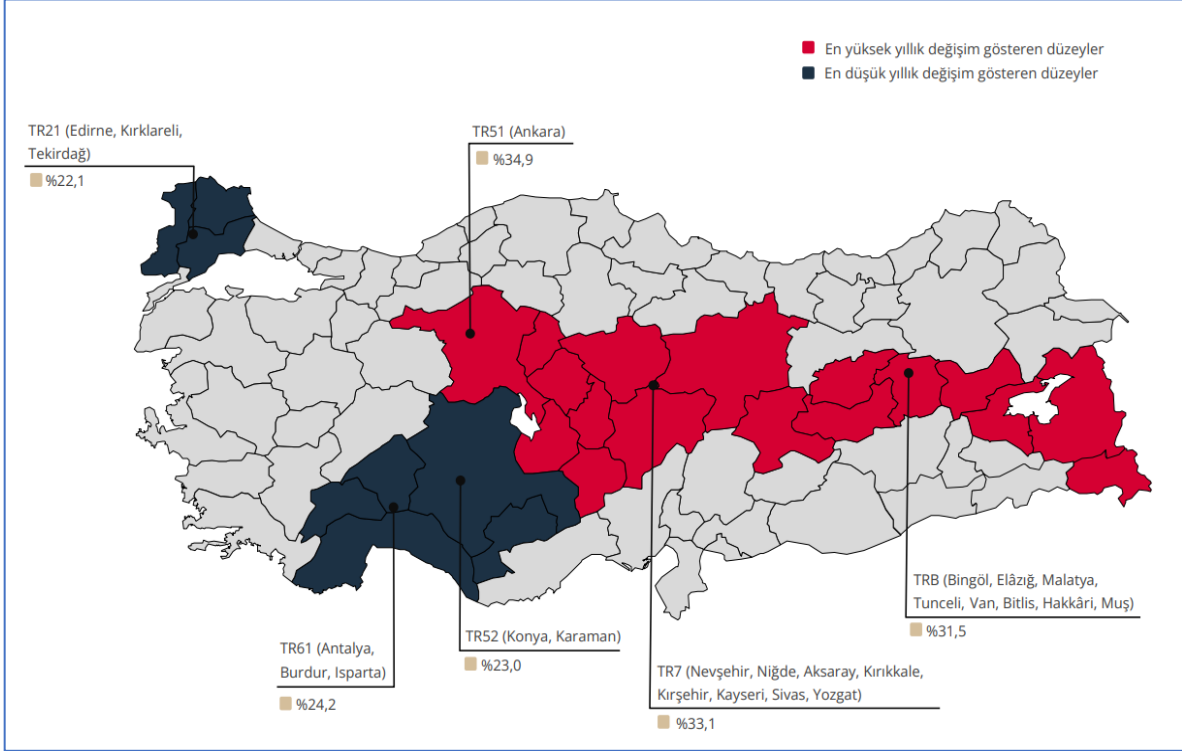 En yüksek yıllık değişim gösteren düzeyler
En düşük yıllık değişim gösteren düzeyler
TR21 (Edirne, Kırklareli,
Tekirdağ)
%22,1
TR51 (Ankara)
%34,9
TRB (Bingöl, Elâzığ, Malatya,
Tunceli, Van, Bitlis, Hakkâri, Muş)
%31,5
TR61 (Antalya,
Burdur, Isparta)
%24,2
TR52 (Konya, Karaman)
%23,0
TR7 (Nevşehir, Niğde, Aksaray, Kırıkkale,
Kırşehir, Kayseri, Sivas, Yozgat)
%33,1